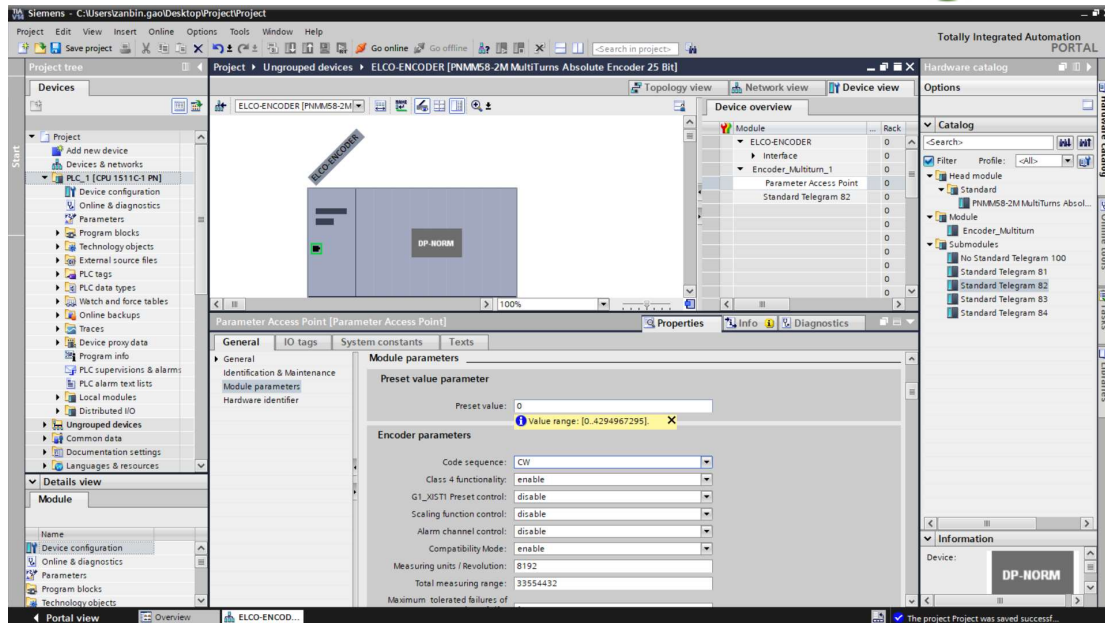 Siemens - C:\Users\zanbin.gao\Desktop\Project\Project
Project Edit View Insert Online Options Tools Window Help
Totally Integrated Automation
PORTAL
Save project
Go online
Go offline
<Search in project>
Project tree
Project ▸ Ungrouped devices ▸ ELCO-ENCODER [PNMM58-2M MultiTurns Absolute Encoder 25 Bit]
Hardware catalog
Devices
Topology view
Network view
Device view
Options
ELCO-ENCODER [PNMM58-2M
Device overview
Module
...
Rack
ELCO-ENCODER 0
Interface 0
Encoder_Multiturn_1 0
Parameter Access Point 0
Standard Telegram 82 0
0
0
0
0
0
0
0
ELCO-ENCODER
DP-NORM
100%
Project
Add new device
Devices & networks
PLC_1 [CPU 1511C-1 PN]
Device configuration
Online & diagnostics
Parameters
Program blocks
Technology objects
External source files
PLC tags
PLC data types
Watch and force tables
Online backups
Traces
Device proxy data
Program info
PLC supervisions & alarms
PLC alarm text lists
Local modules
Distributed I/O
Ungrouped devices
Common data
Documentation settings
Languages & resources
Details view
Module
Name
Device configuration
Online & diagnostics
Parameters
Program blocks
Technology objects
Parameter Access Point [Parameter Access Point]
Properties
Info
Diagnostics
General
IO tags
System constants
Texts
General
Identification & Maintenance
Module parameters
Hardware identifier
Module parameters
Preset value parameter
Preset value: 0
Value range: [0..4294967295].
Encoder parameters
Code sequence: CW
Class 4 functionality: enable
G1_XIST1 Preset control: disable
Scaling function control: disable
Alarm channel control: disable
Compatibility Mode: enable
Measuring units / Revolution: 8192
Total measuring range: 33554432
Maximum tolerated failures of
Catalog
<Search>
Filter Profile: <All>
Head module
Standard
PNMM58-2M MultiTurns Absol...
Module
Encoder_Multiturn
Submodules
No Standard Telegram 100
Standard Telegram 81
Standard Telegram 82
Standard Telegram 83
Standard Telegram 84
Information
Device:
DP-NORM
Start
Hardware catalog
Online tools
Tasks
Libraries
Portal view
Overview
ELCO-ENCOD...
The project Project was saved successf...